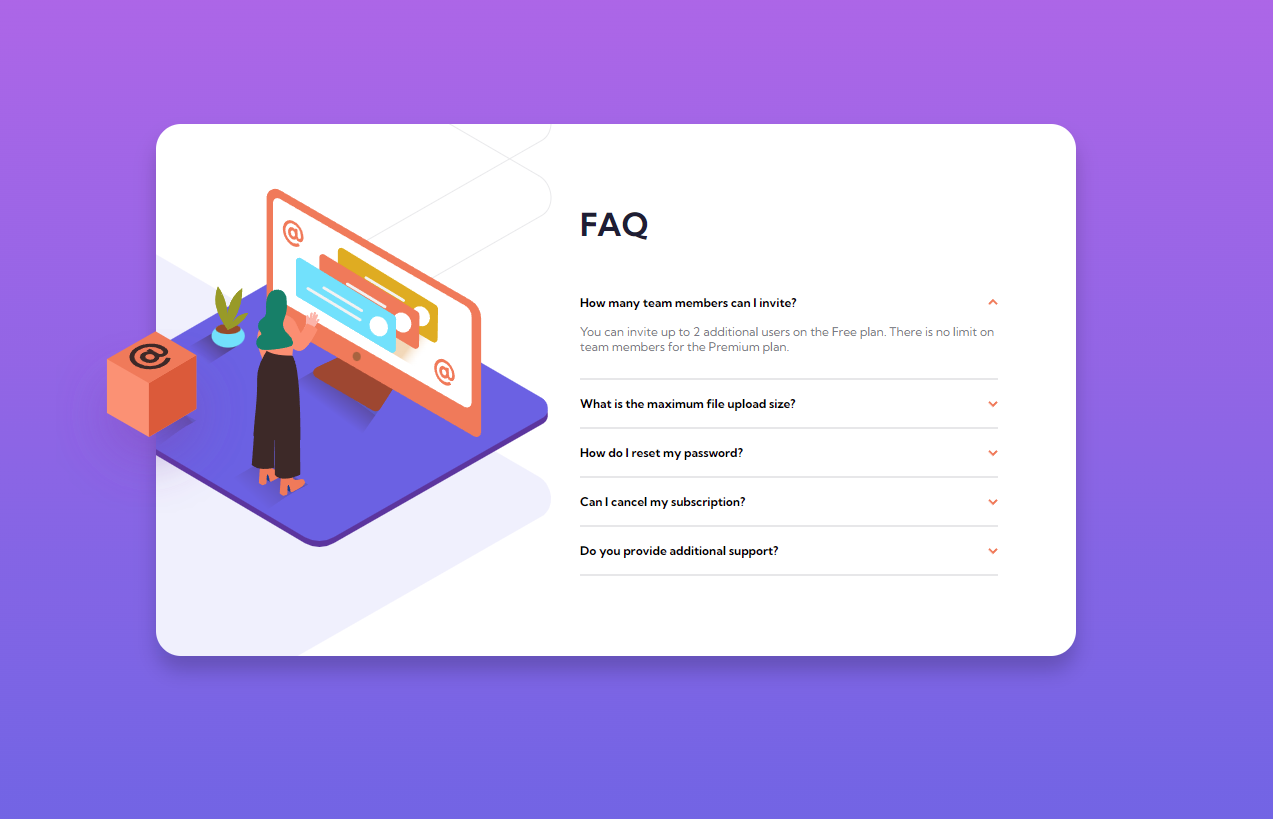 @
@
@
FAQ
How many team members can I invite?
You can invite up to 2 additional users on the Free plan. There is no limit on
team members for the Premium plan.
What is the maximum file upload size?
How do I reset my password?
Can I cancel my subscription?
Do you provide additional support?